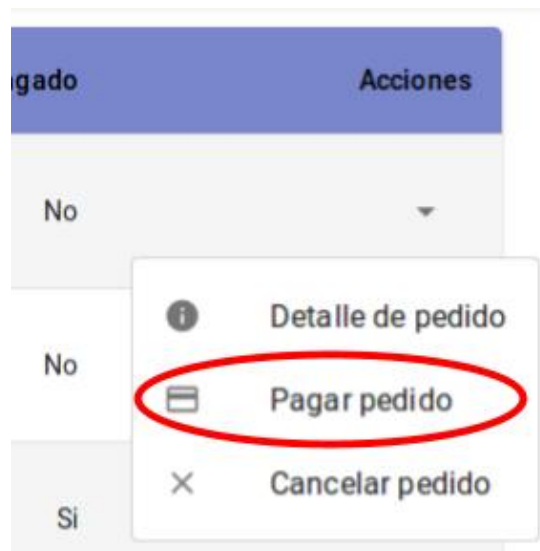 gado Acciones
No
Detalle de pedido
No
Pagar pedido
Cancelar pedido
Si